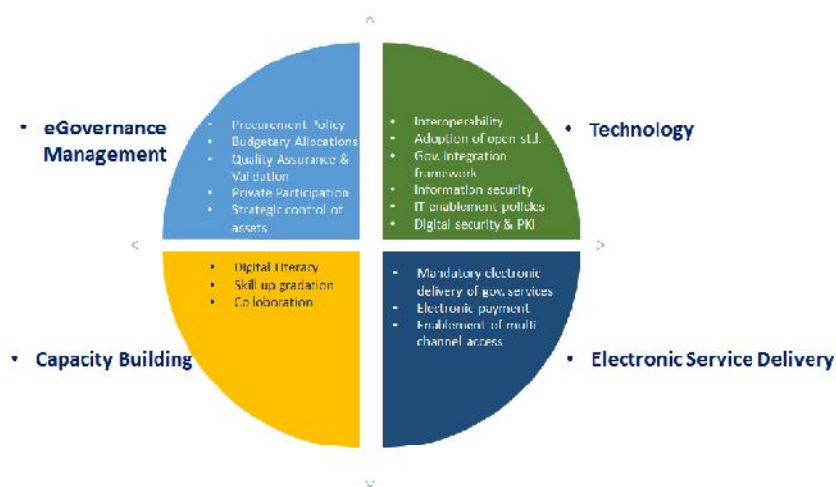 • eGovernance
Management
• Procurement Policy
• Budgetary Allocations
• Quality Assurance &
Validation
• Private Participation
• Strategic control of
assets
• Interoperability
• Adoption of open std.
• Gov. Integration
framework
• Information security
• IT enablement policies
• Digital security & PKI
• Technology
• Capacity Building
• Digital Literacy
• Skill up gradation
• Colloboration
• Mandatory electronic
delivery of gov. services
• Electronic payment
• Enablement of multi
channel access
• Electronic Service Delivery